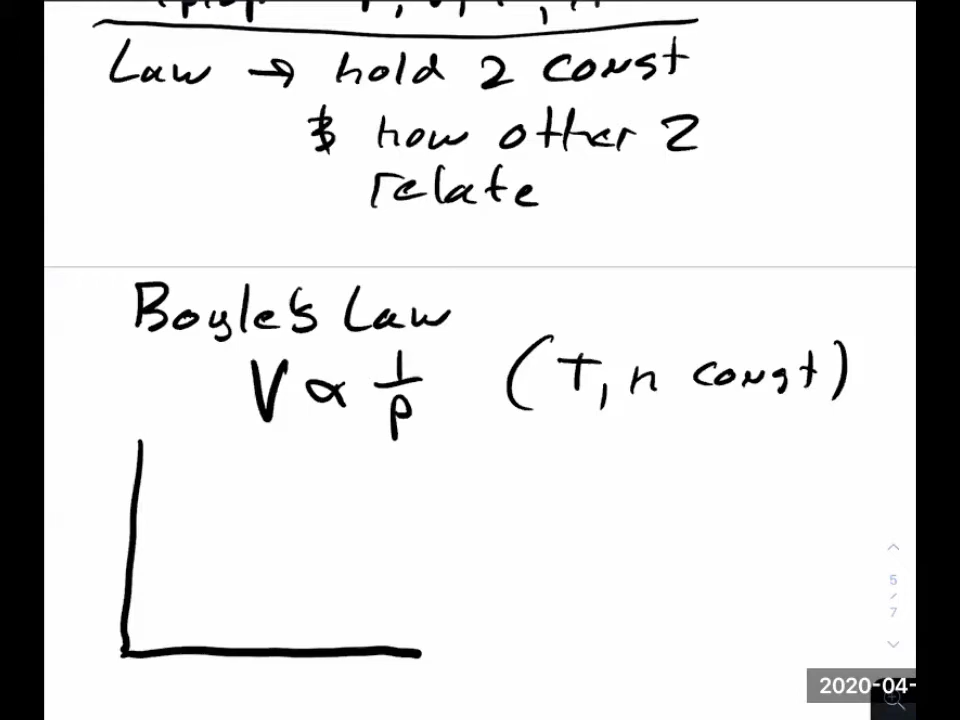 Law → hold 2 const
& how other 2
relate
Boyle's Law
V ∝ 1/P (T, n const)
5
/
7
2020-04-